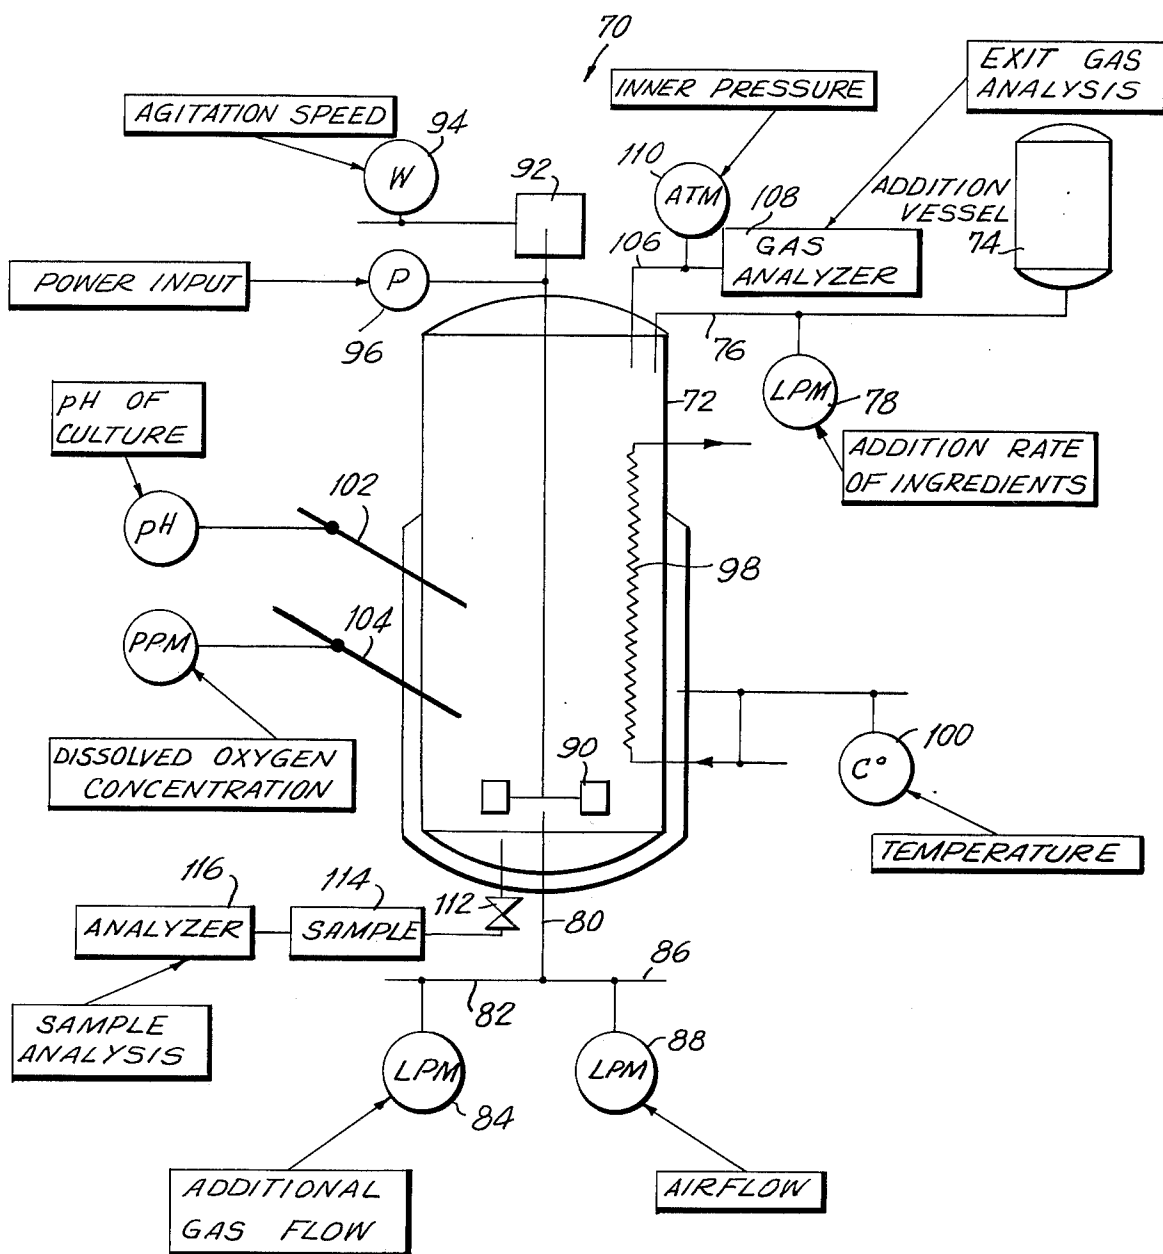 70
EXIT GAS
ANALYSIS
INNER PRESSURE
AGITATION SPEED
94
W
92
110
ATM
108
ADDITION
VESSEL
74
106
GAS
ANALYZER
POWER INPUT
P
96
76
72
LPM
78
pH OF
CULTURE
ADDITION RATE
OF INGREDIENTS
102
pH
98
104
PPM
DISSOLVED OXYGEN
CONCENTRATION
90
100
C°
TEMPERATURE
116
114
112
ANALYZER
SAMPLE
80
86
82
SAMPLE
ANALYSIS
88
LPM
84
LPM
ADDITIONAL
GAS FLOW
AIRFLOW